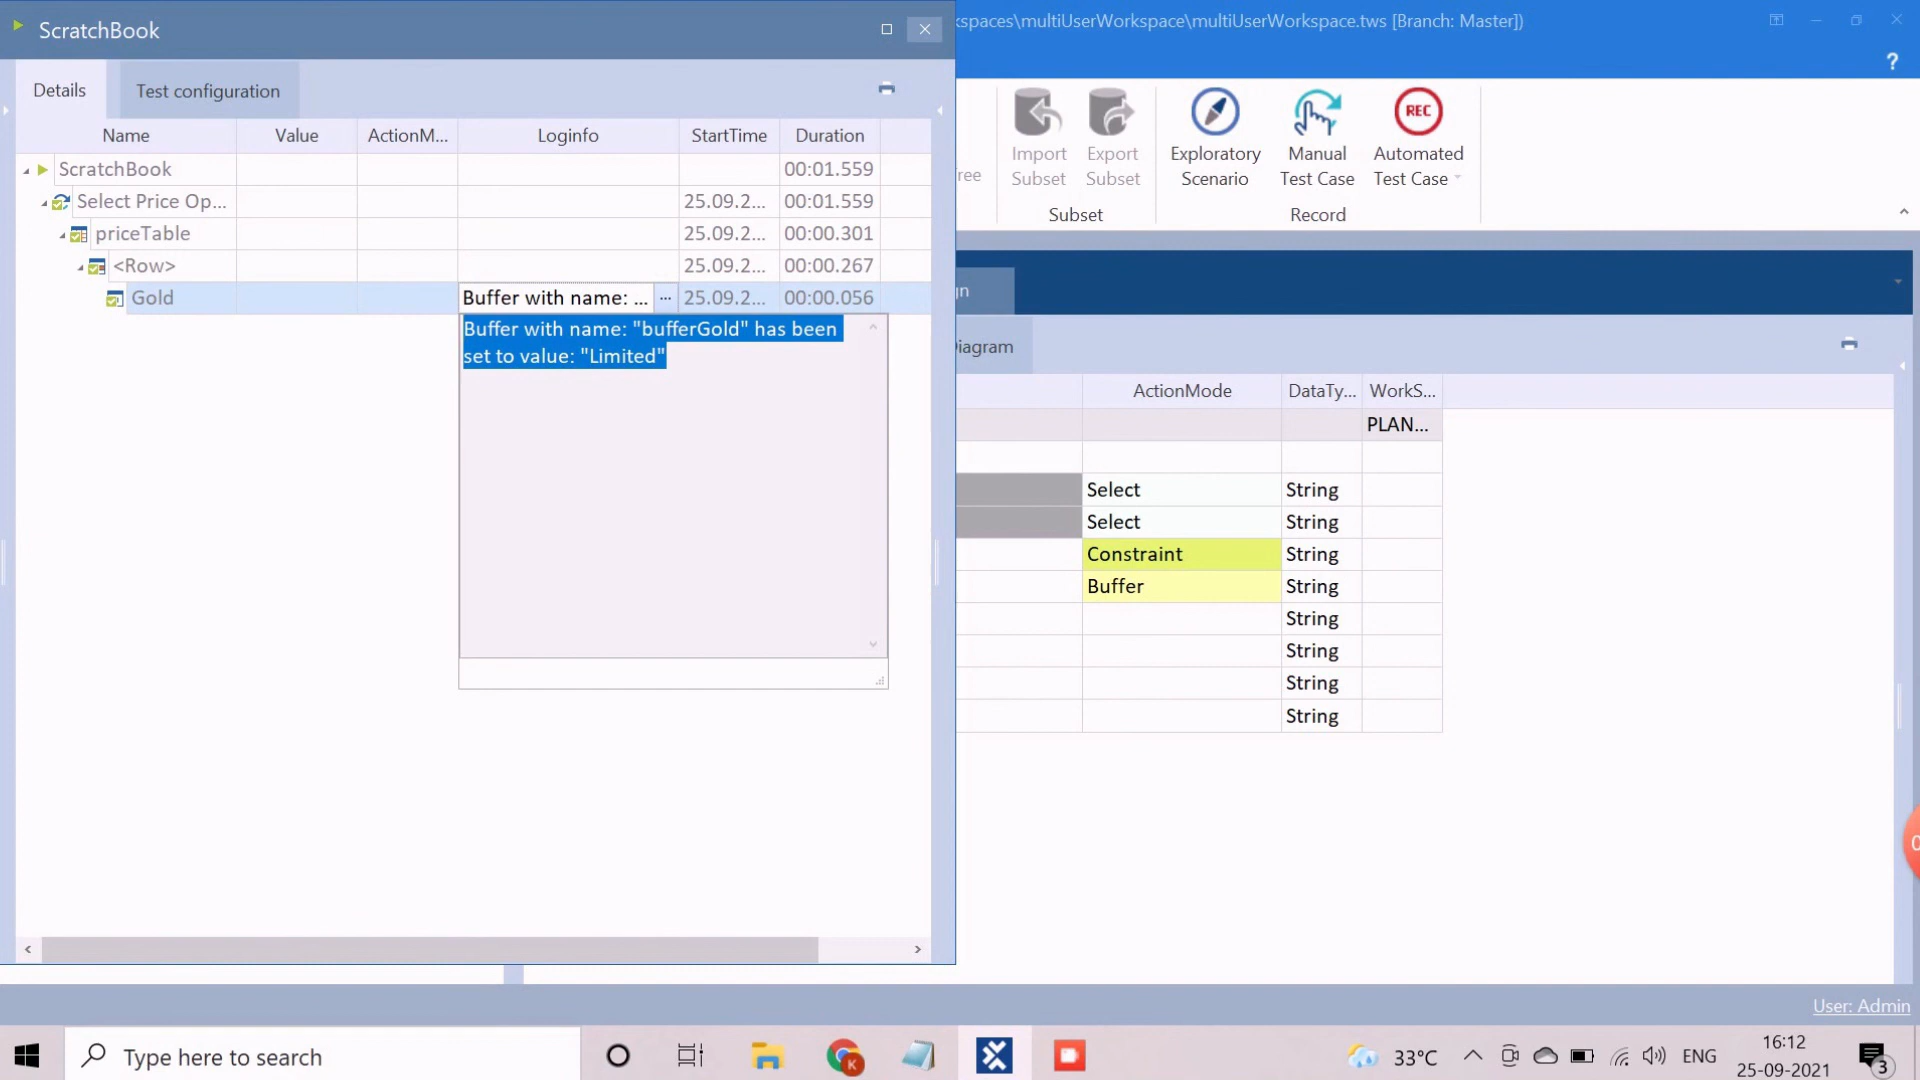 ScratchBook
spaces\multiUserWorkspace\multiUserWorkspace.tws [Branch: Master])
?
Details
Test configuration
Name Value ActionM... Loginfo StartTime Duration
ScratchBook 00:01.559
Select Price Op... 25.09.2... 00:01.559
priceTable 25.09.2... 00:00.301
<Row> 25.09.2... 00:00.267
Gold Buffer with name: ... ... 25.09.2... 00:00.056
Buffer with name: "bufferGold" has been
set to value: "Limited"
ree
Import
Subset
Export
Subset
Subset
Exploratory
Scenario
Manual
Test Case
REC
Automated
Test Case
Record
gn
Diagram
ActionMode DataTy... WorkS...
PLAN...
Select String
Select String
Constraint String
Buffer String
String
String
String
String
User: Admin
Type here to search
K
33°C
ENG
16:12
25-09-2021
3